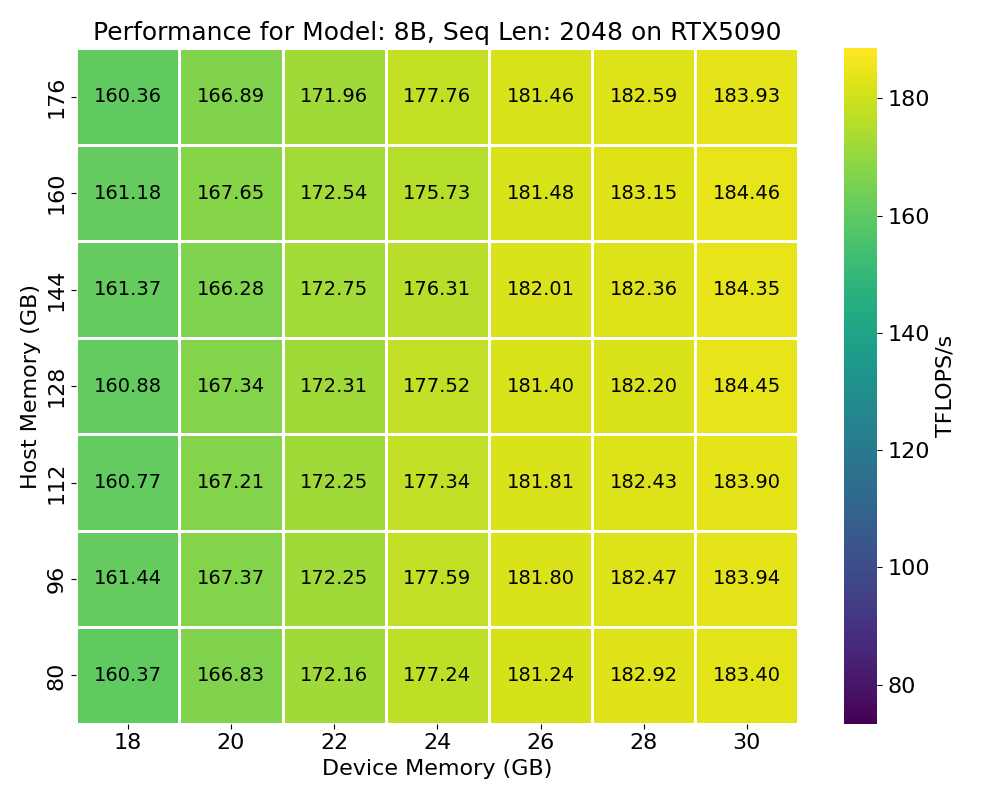 Performance for Model: 8B, Seq Len: 2048 on RTX5090
176 160.36 166.89 171.96 177.76 181.46 182.59 183.93
160 161.18 167.65 172.54 175.73 181.48 183.15 184.46
144 161.37 166.28 172.75 176.31 182.01 182.36 184.35
128 160.88 167.34 172.31 177.52 181.40 182.20 184.45
112 160.77 167.21 172.25 177.34 181.81 182.43 183.90
96 161.44 167.37 172.25 177.59 181.80 182.47 183.94
80 160.37 166.83 172.16 177.24 181.24 182.92 183.40
Host Memory (GB)
18 20 22 24 26 28 30
Device Memory (GB)
180
160
140
120
100
80
TFLOPS/s